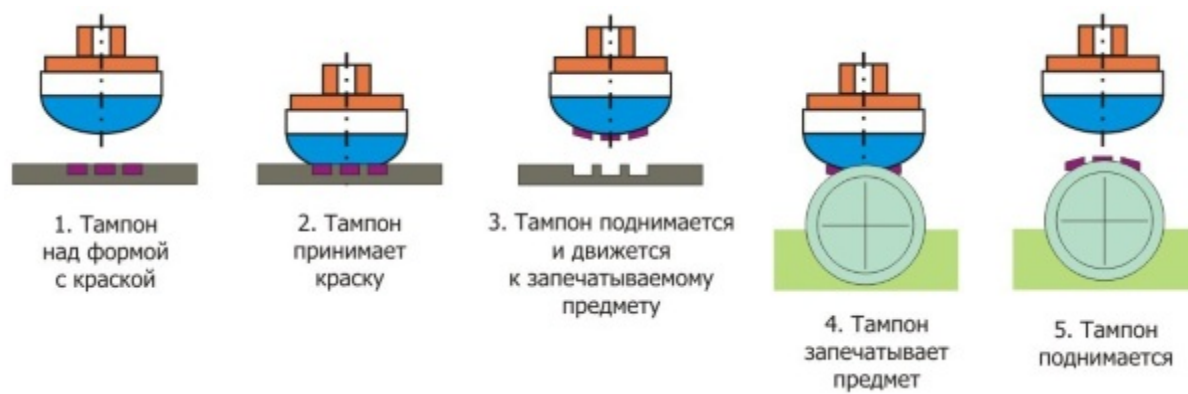 1. Тампон
над формой
с краской
2. Тампон
принимает
краску
3. Тампон поднимается
и движется
к запечатываемому
предмету
4. Тампон
запечатывает
предмет
5. Тампон
поднимается